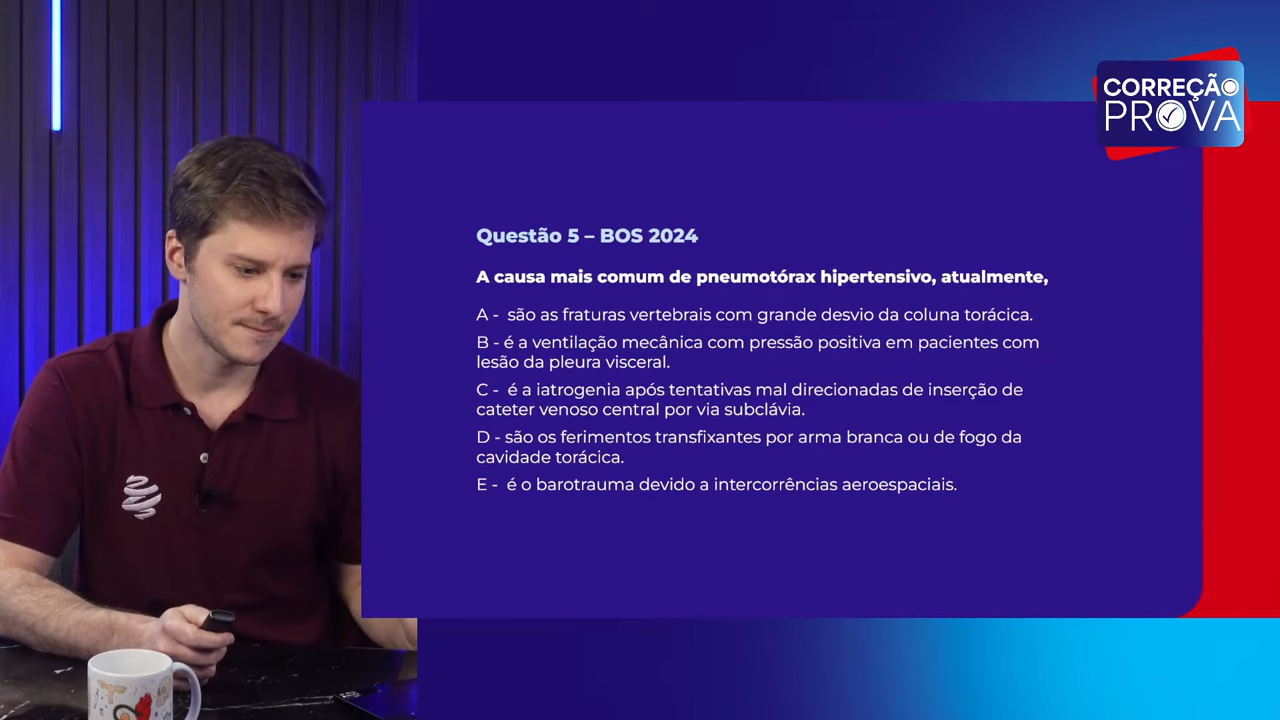 CORREÇÃO
PROVA
Questão 5 – BOS 2024
A causa mais comum de pneumotórax hipertensivo, atualmente,
A - são as fraturas vertebrais com grande desvio da coluna torácica.
B - é a ventilação mecânica com pressão positiva em pacientes com
lesão da pleura visceral.
C - é a iatrogenia após tentativas mal direcionadas de inserção de
cateter venoso central por via subclávia.
D - são os ferimentos transfixantes por arma branca ou de fogo da
cavidade torácica.
E - é o barotrauma devido a intercorrências aeroespaciais.